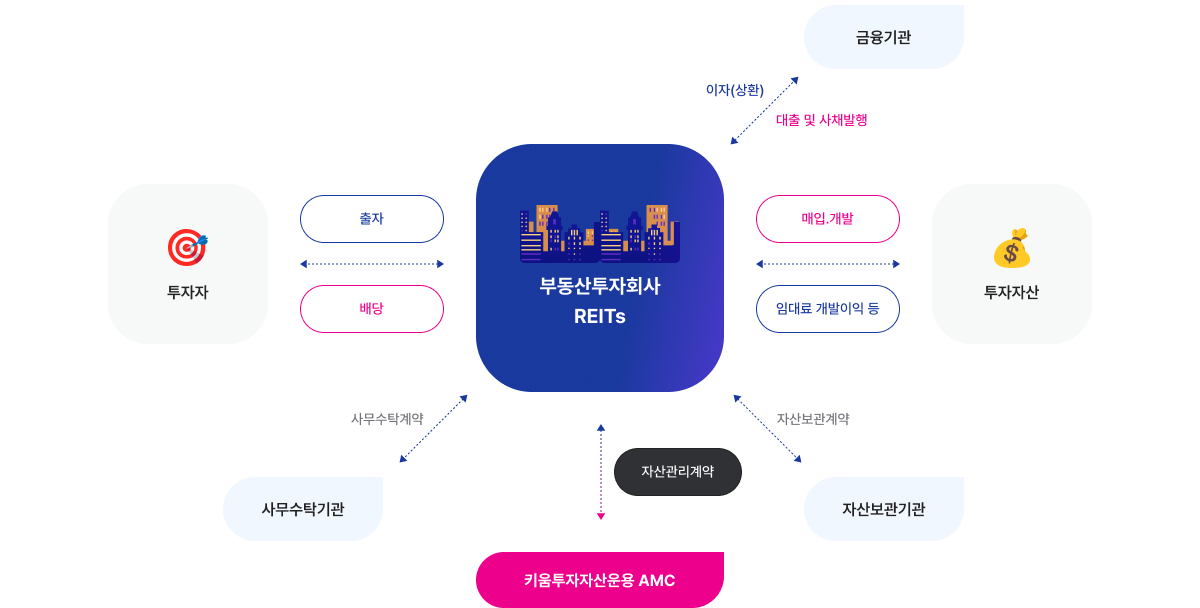 금융기관
이자(상환)
대출 및 사채발행
출자
매입.개발
투자자
부동산투자회사
REITs
투자자산
배당
임대료 개발이익 등
사무수탁계약
자산보관계약
자산관리계약
사무수탁기관
자산보관기관
키움투자자산운용 AMC